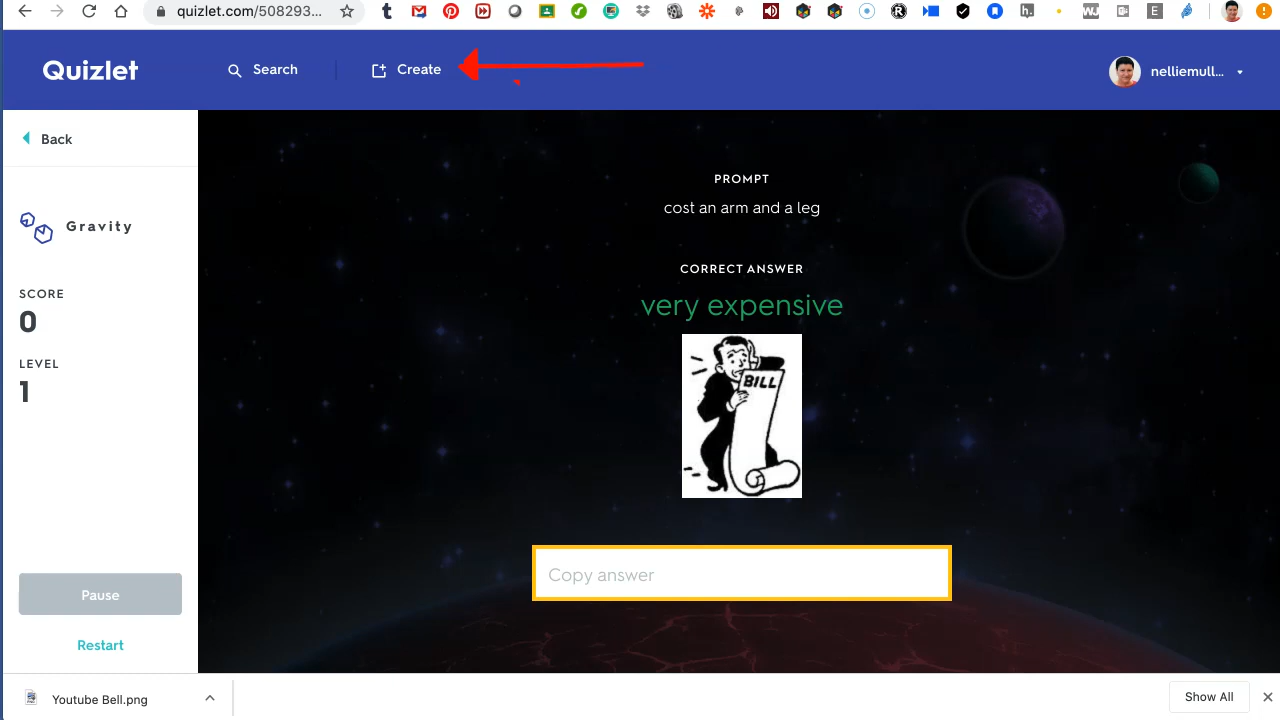 quizlet.com/508293...
Quizlet
Search
Create
nelliemull...
Back
Gravity
SCORE
0
LEVEL
1
Pause
Restart
PROMPT
cost an arm and a leg
CORRECT ANSWER
very expensive
BILL
Copy answer
Youtube Bell.png
Show All